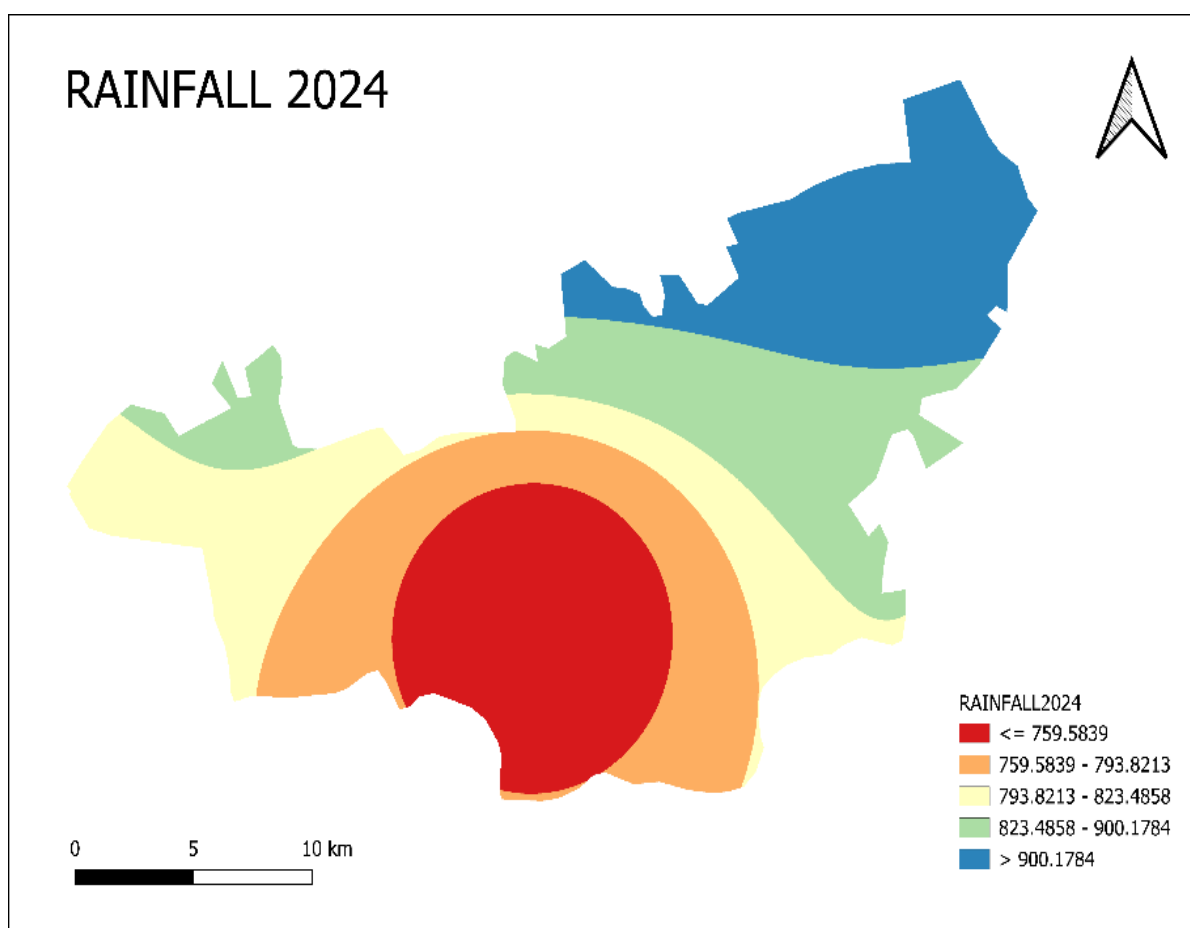 RAINFALL 2024
RAINFALL2024
<= 759.5839
759.5839 - 793.8213
793.8213 - 823.4858
823.4858 - 900.1784
> 900.1784
0 5 10 km